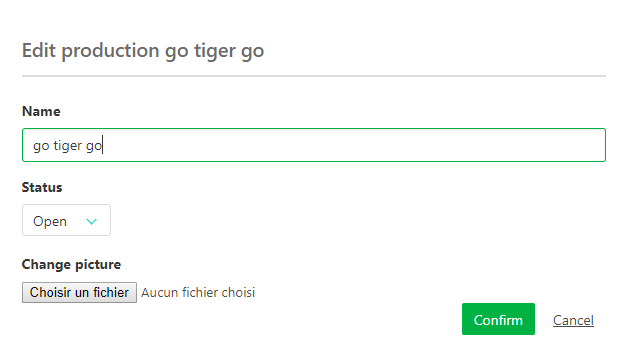 Edit production go tiger go
Name
go tiger go
Status
Open
Change picture
Choisir un fichier Aucun fichier choisi
Confirm Cancel